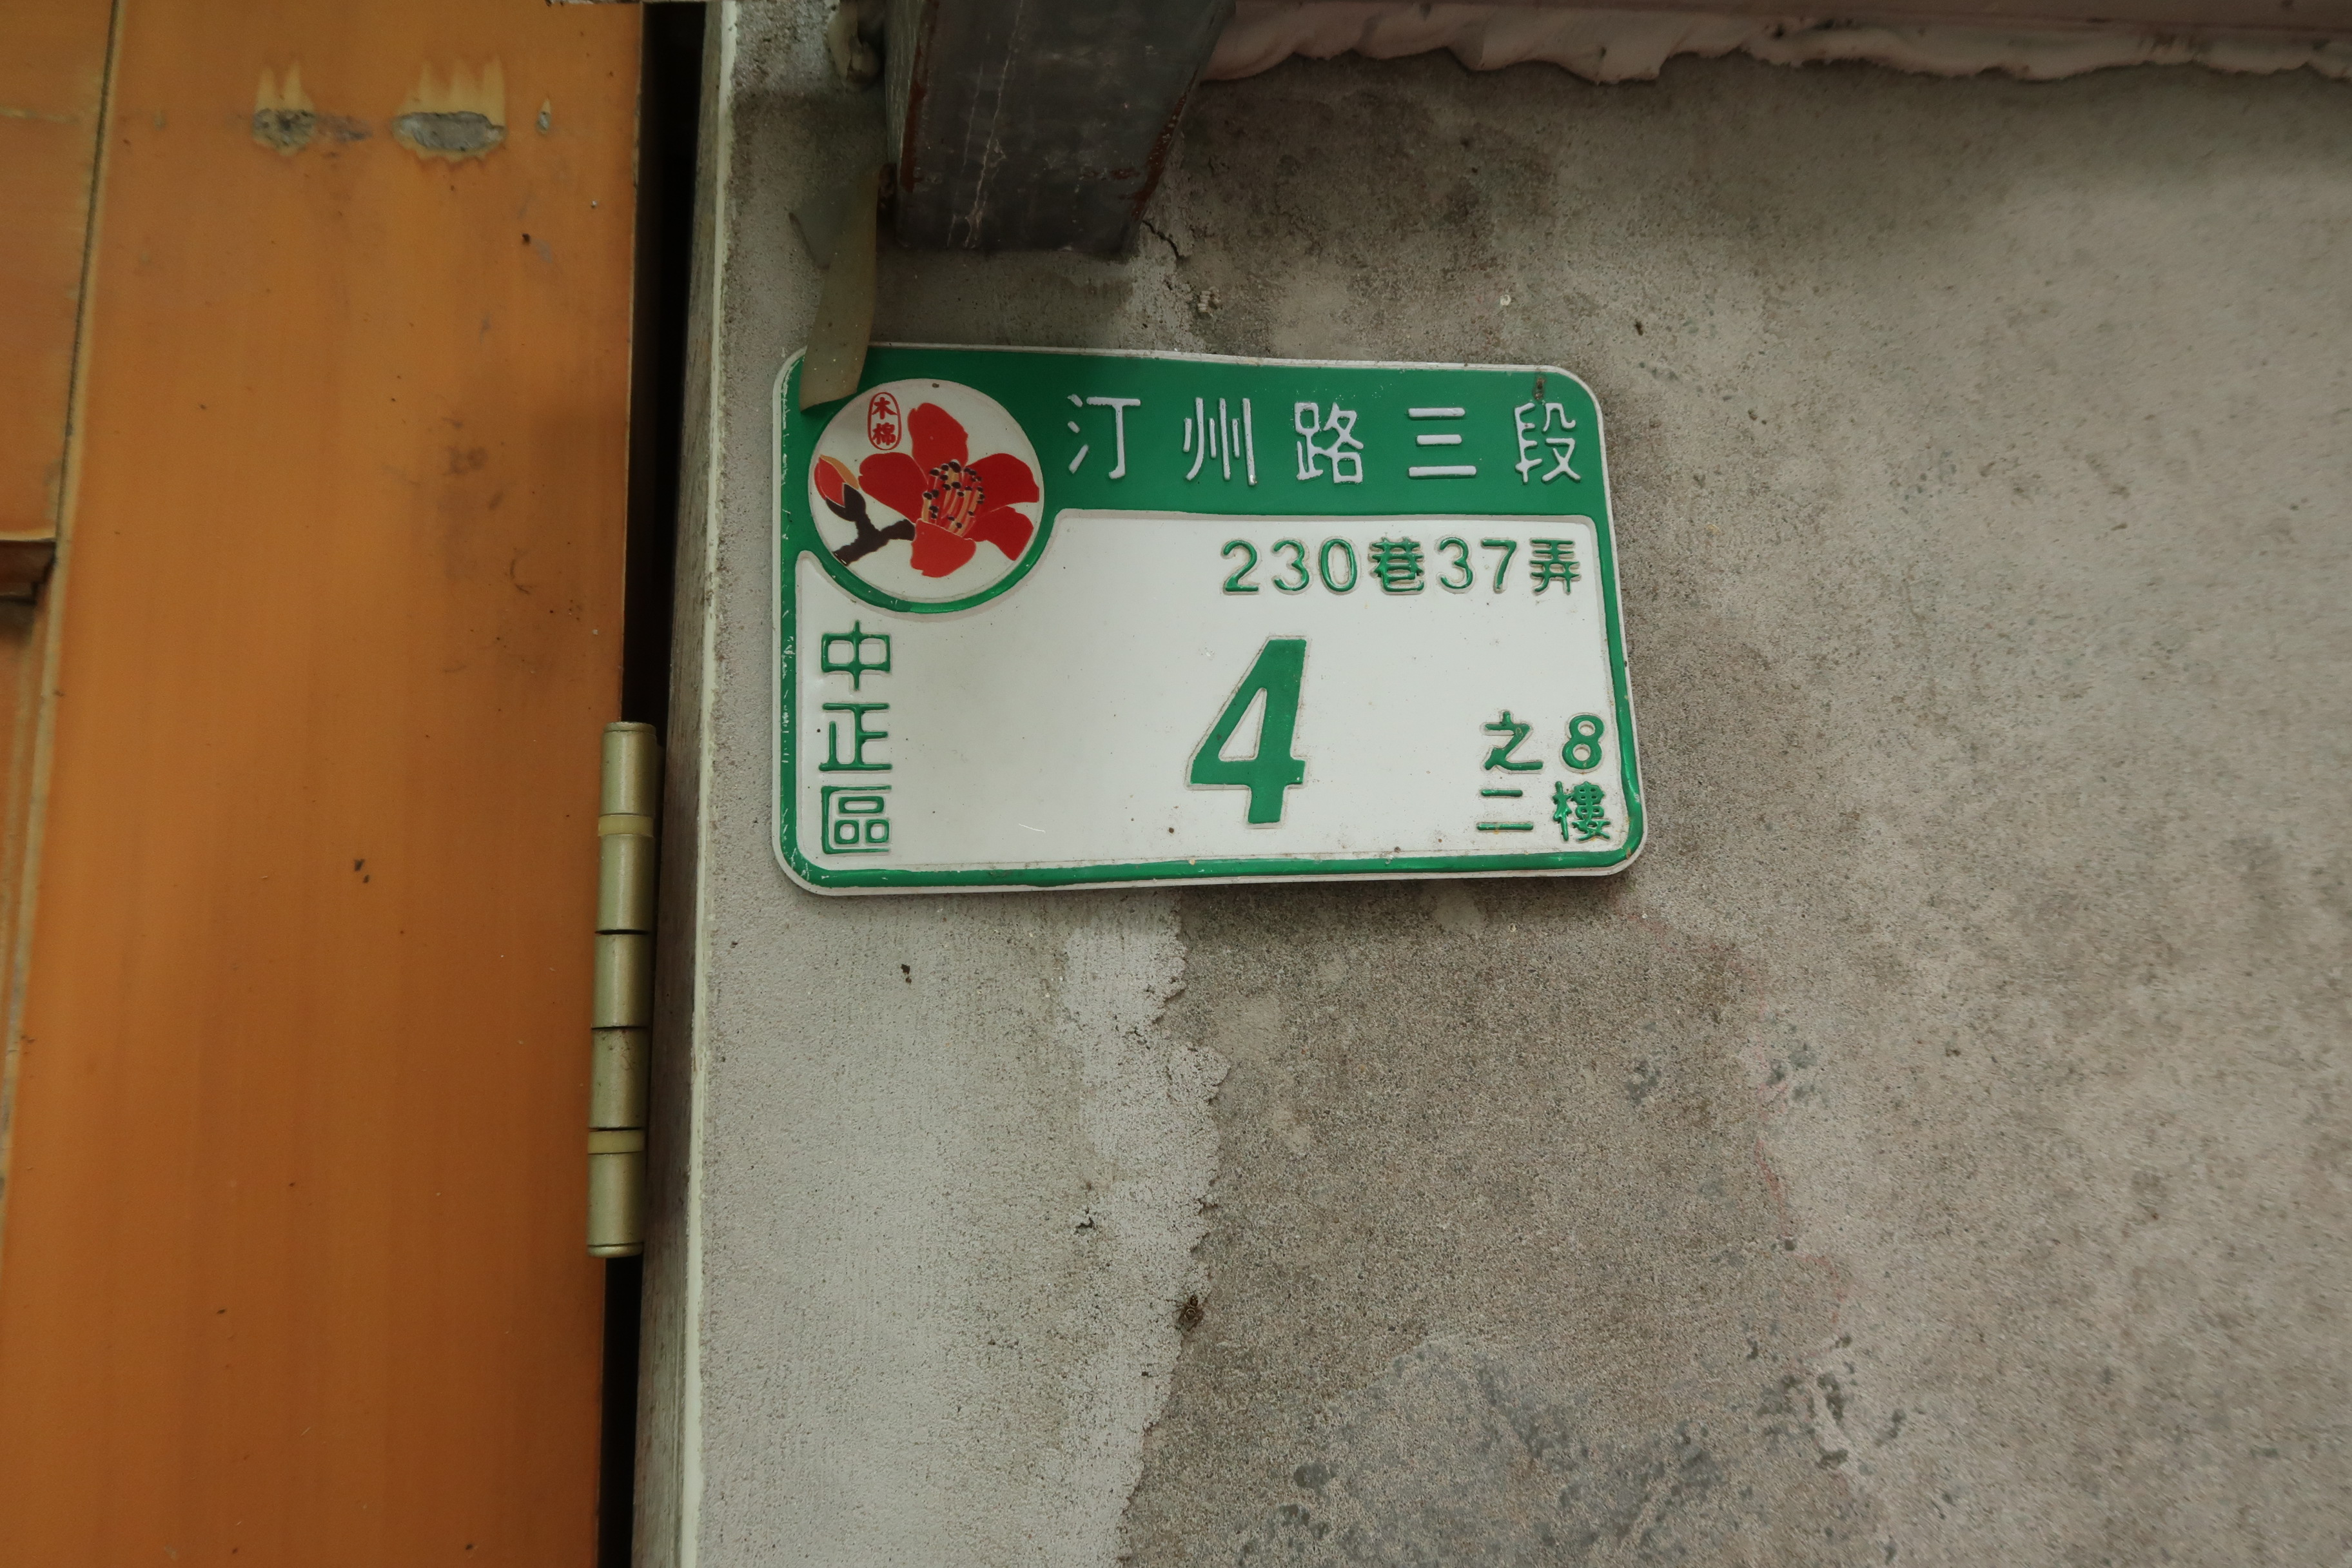 木棉
汀州路三段
230巷37弄
中正區
4
之8
二樓